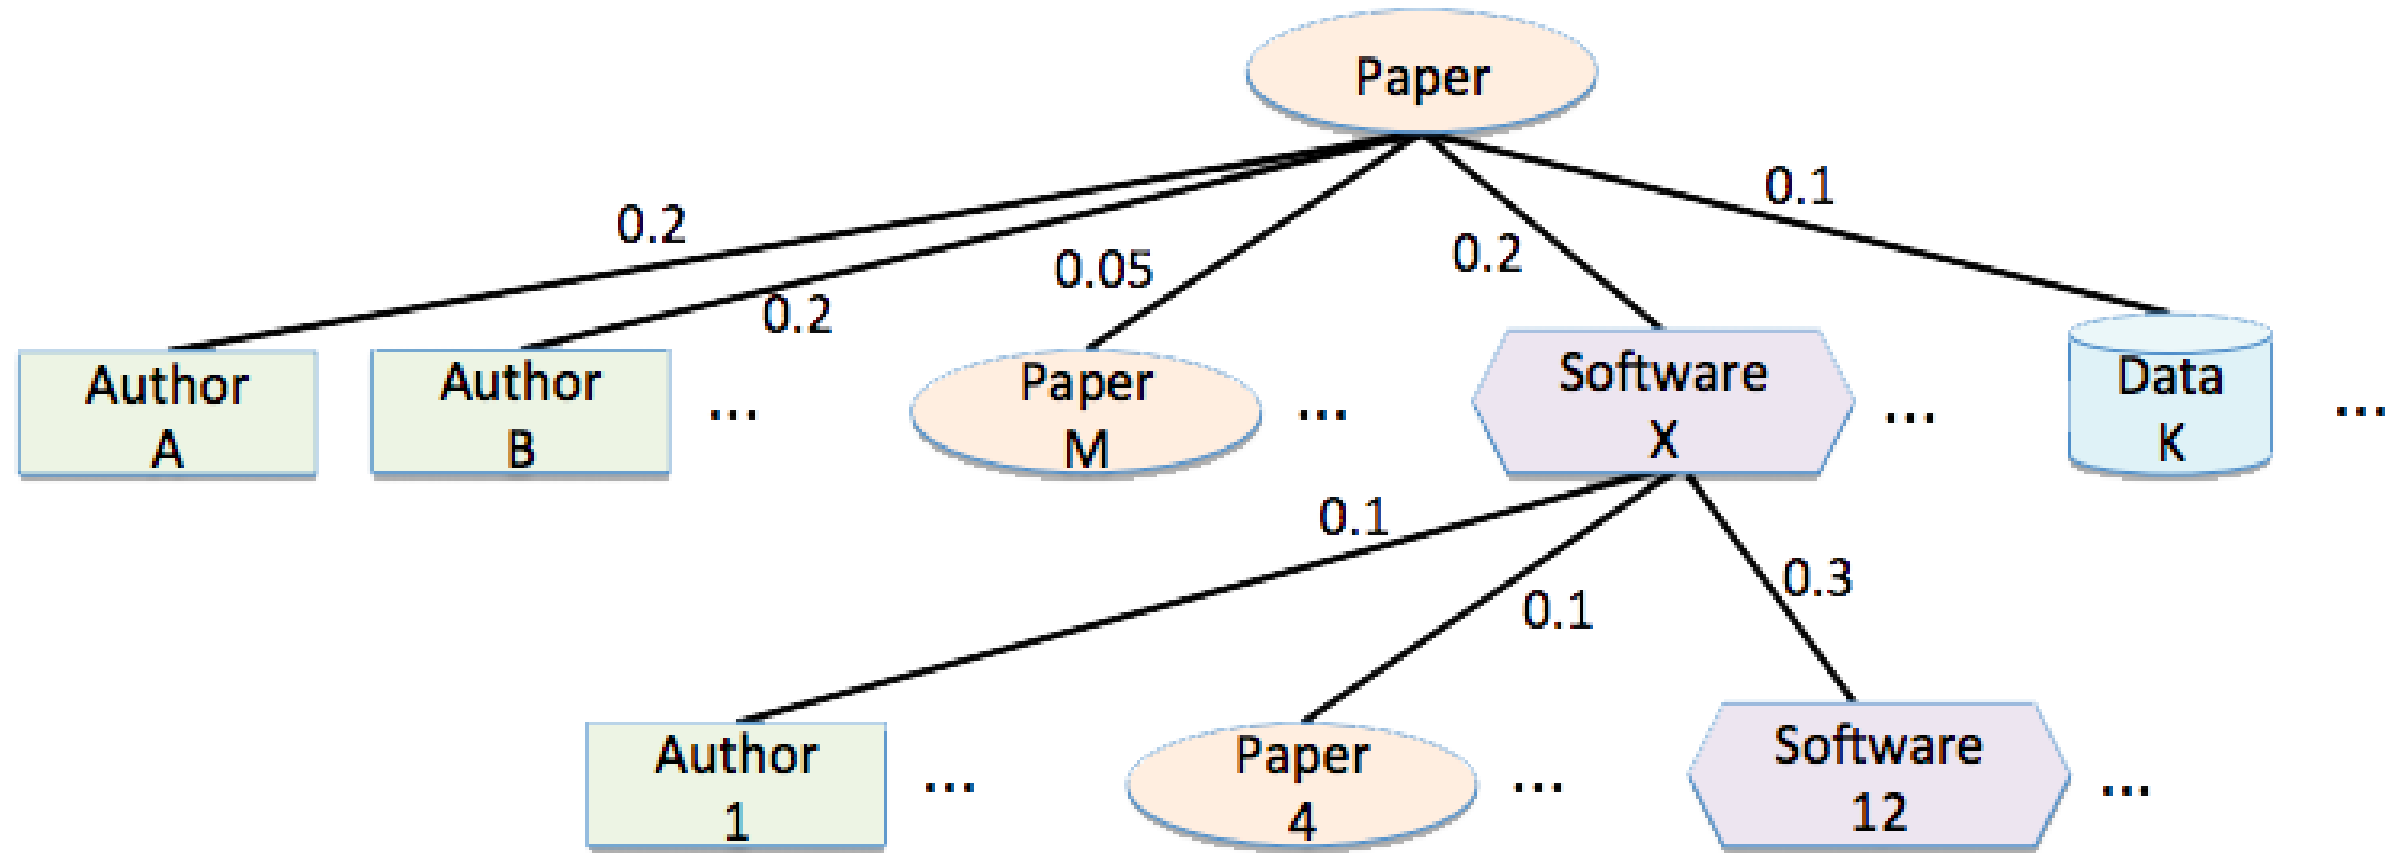 Paper
0.2
0.2
0.05
0.2
0.1
Author
A
Author
B
...
Paper
M
...
Software
X
...
Data
K
...
0.1
0.1
0.3
Author
1
...
Paper
4
...
Software
12
...